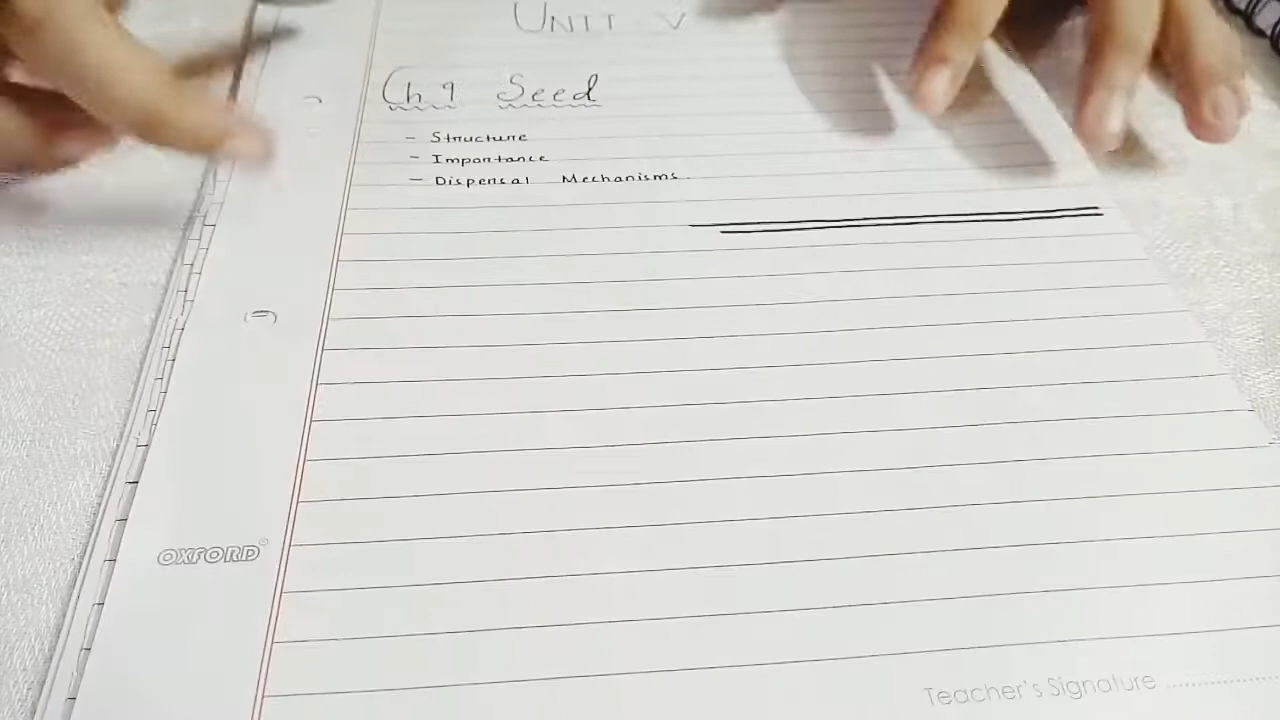 UNIT V
Ch 9 Seed
- Structure
- Importance
- Dispersal Mechanisms.
OXFORD
Teacher's Signature ................